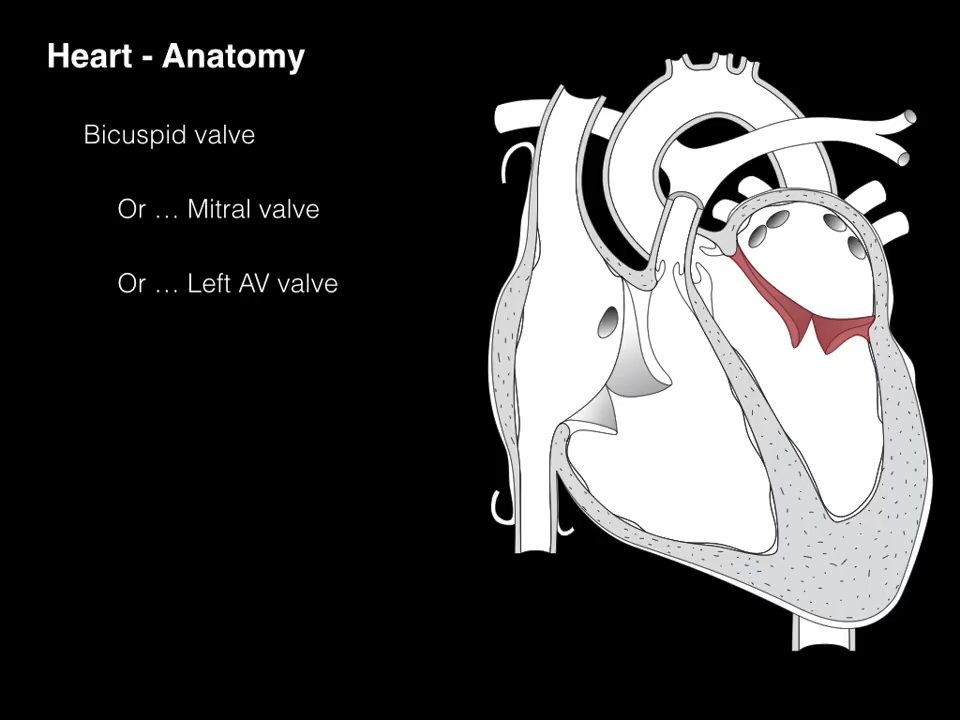 Heart - Anatomy
Bicuspid valve
Or … Mitral valve
Or … Left AV valve